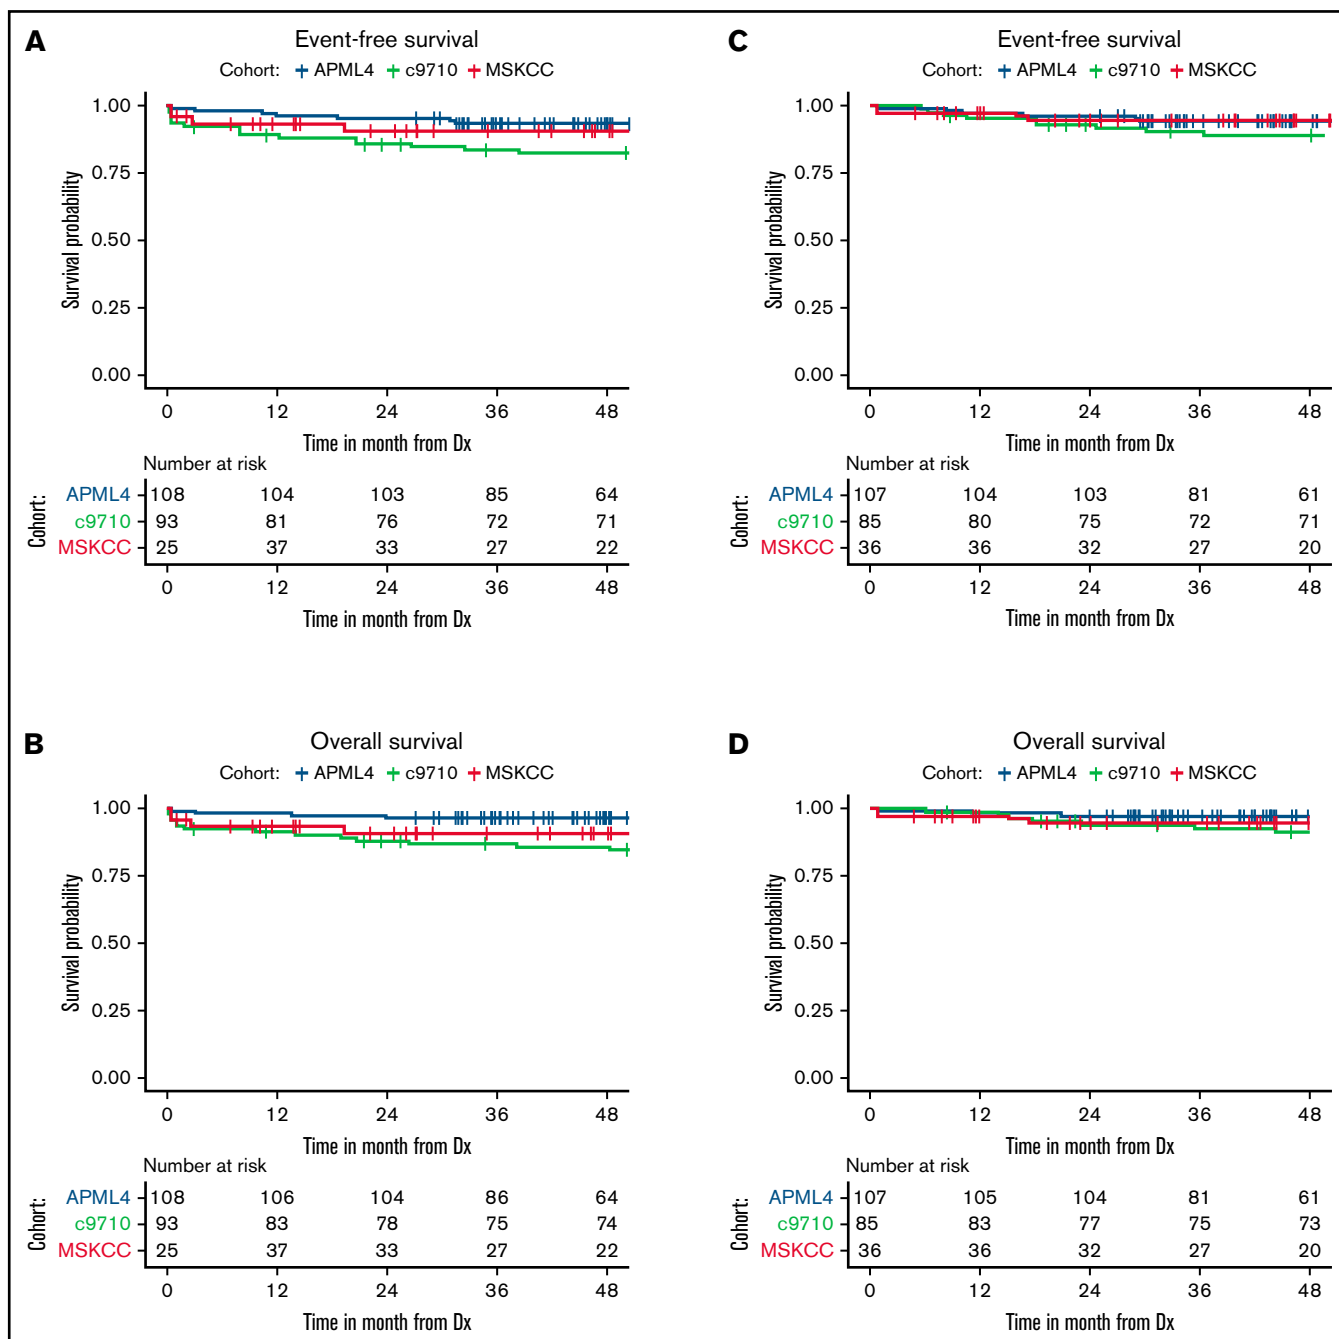 A
Event-free survival
Cohort: APML4 c9710 MSKCC
Survival probability
1.00
0.75
0.50
0.25
0.00
0 12 24 36 48
Time in month from Dx
Number at risk
Cohort:
APML4 108 104 103 85 64
c9710 93 81 76 72 71
MSKCC 25 37 33 27 22
0 12 24 36 48
Time in month from Dx
C
Event-free survival
Cohort: APML4 c9710 MSKCC
Survival probability
1.00
0.75
0.50
0.25
0.00
0 12 24 36 48
Time in month from Dx
Number at risk
Cohort:
APML4 107 104 103 81 61
c9710 85 80 75 72 71
MSKCC 36 36 32 27 20
0 12 24 36 48
Time in month from Dx
B
Overall survival
Cohort: APML4 c9710 MSKCC
Survival probability
1.00
0.75
0.50
0.25
0.00
0 12 24 36 48
Time in month from Dx
Number at risk
Cohort:
APML4 108 106 104 86 64
c9710 93 83 78 75 74
MSKCC 25 37 33 27 22
0 12 24 36 48
Time in month from Dx
D
Overall survival
Cohort: APML4 c9710 MSKCC
Survival probability
1.00
0.75
0.50
0.25
0.00
0 12 24 36 48
Time in month from Dx
Number at risk
Cohort:
APML4 107 105 104 81 61
c9710 85 83 77 75 73
MSKCC 36 36 32 27 20
0 12 24 36 48
Time in month from Dx